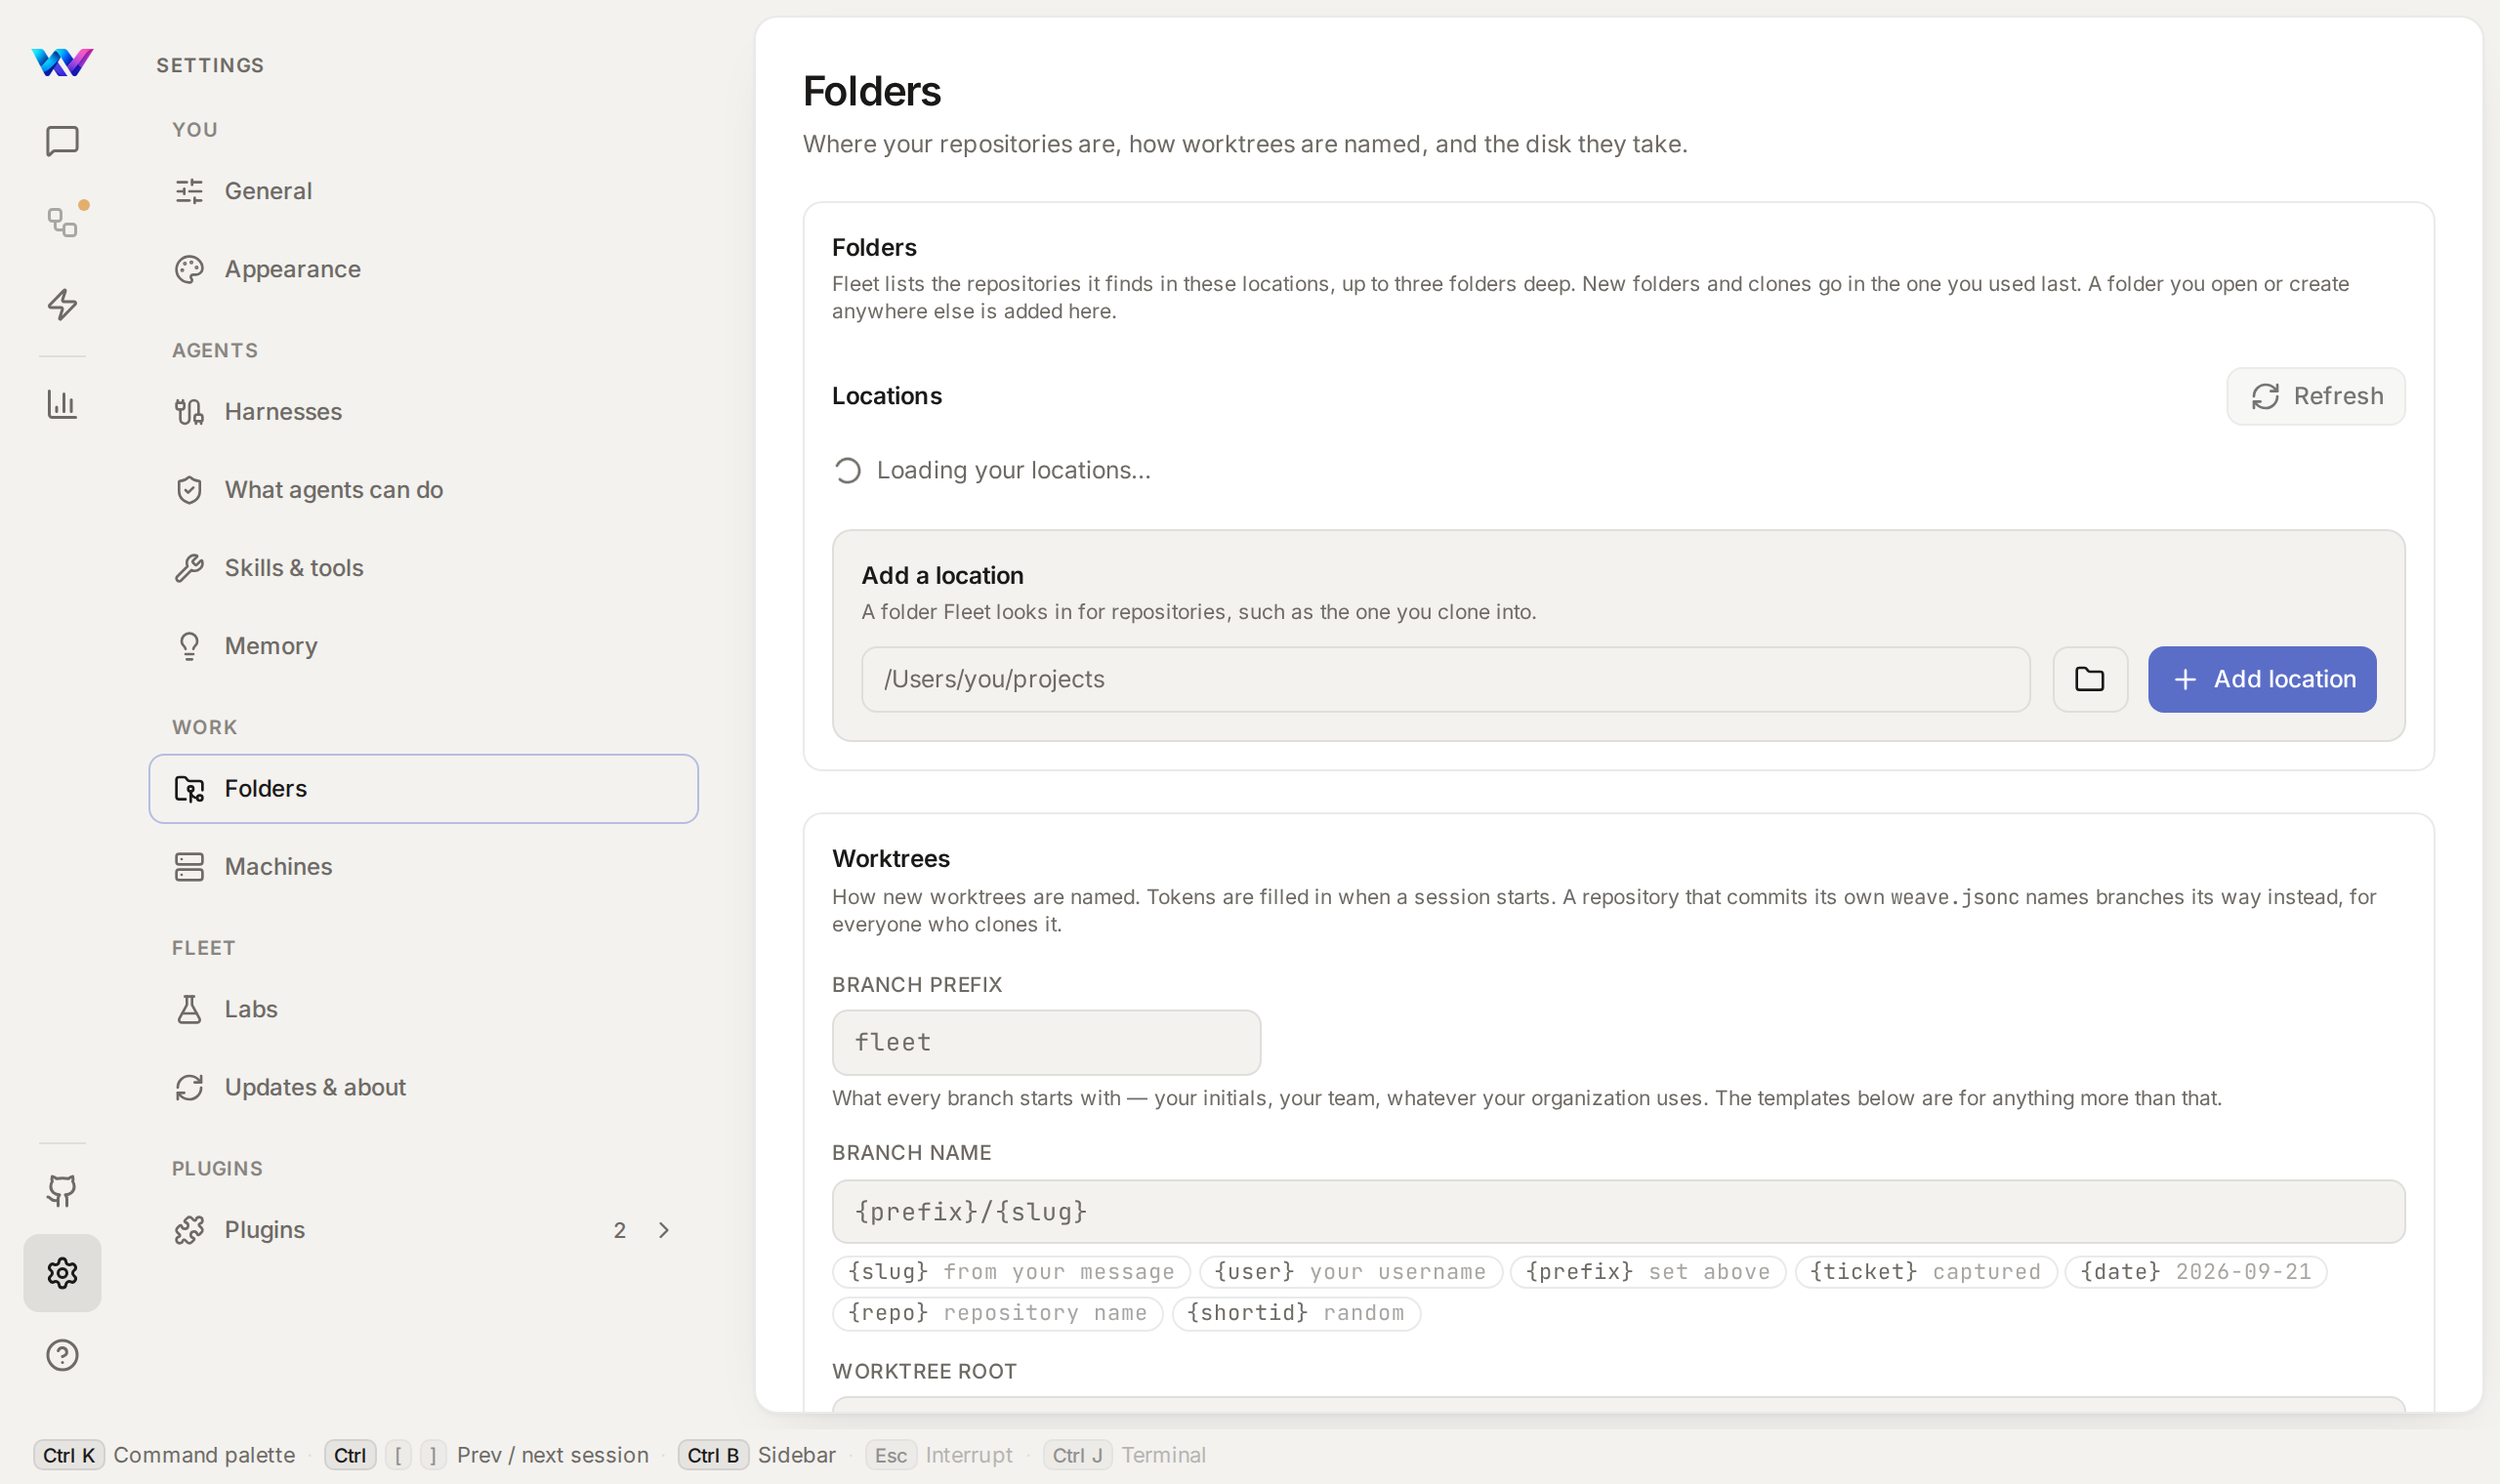 SETTINGS
YOU
General
Appearance
AGENTS
Harnesses
What agents can do
Skills & tools
Memory
WORK
Folders
Machines
FLEET
Labs
Updates & about
PLUGINS
Plugins 2
Folders
Where your repositories are, how worktrees are named, and the disk they take.
Folders
Fleet lists the repositories it finds in these locations, up to three folders deep. New folders and clones go in the one you used last. A folder you open or create
anywhere else is added here.
Locations
Refresh
Loading your locations...
Add a location
A folder Fleet looks in for repositories, such as the one you clone into.
/Users/you/projects
Add location
Worktrees
How new worktrees are named. Tokens are filled in when a session starts. A repository that commits its own weave.jsonc names branches its way instead, for
everyone who clones it.
BRANCH PREFIX
fleet
What every branch starts with — your initials, your team, whatever your organization uses. The templates below are for anything more than that.
BRANCH NAME
{prefix}/{slug}
{slug} from your message {user} your username {prefix} set above {ticket} captured {date} 2026-09-21
{repo} repository name {shortid} random
WORKTREE ROOT
Ctrl K Command palette · Ctrl [ ] Prev / next session · Ctrl B Sidebar · Esc Interrupt · Ctrl J Terminal